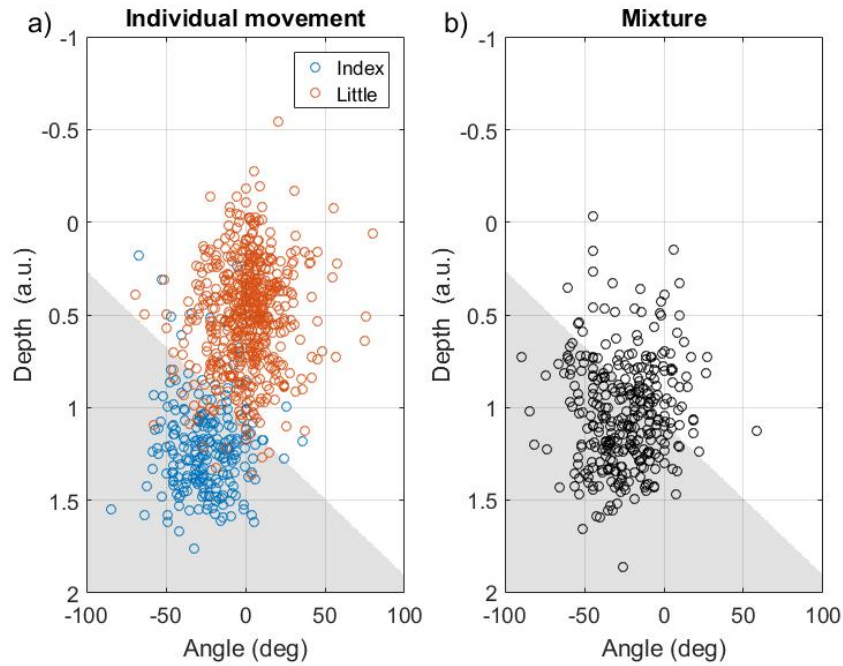 a) Individual movement
b) Mixture
Index
Little
-1
-0.5
0
0.5
1
1.5
2
Depth (a.u.)
-100 -50 0 50 100
Angle (deg)
-1
-0.5
0
0.5
1
1.5
2
Depth (a.u.)
-100 -50 0 50 100
Angle (deg)